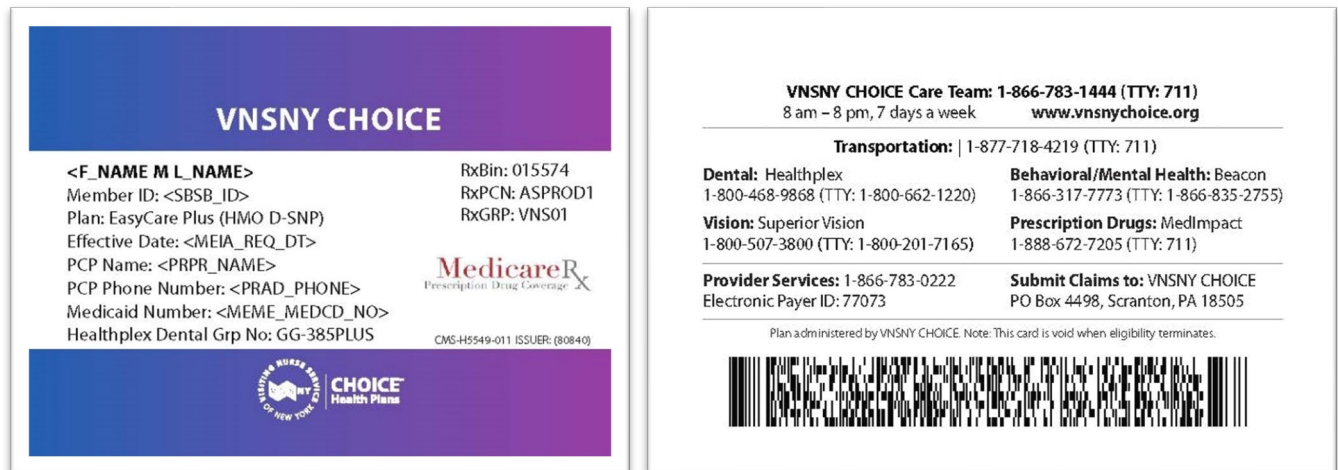 VNSNY CHOICE
<F_NAME M L_NAME>
Member ID: <SBSB_ID>
Plan: EasyCare Plus (HMO D-SNP)
Effective Date: <MEIA_REQ_DT>
PCP Name: <PRPR_NAME>
PCP Phone Number: <PRAD_PHONE>
Medicaid Number: <MEME_MEDCD_NO>
Healthplex Dental Grp No: GG-385PLUS
RxBin: 015574
RxPCN: ASPROD1
RxGRP: VNS01
MedicareRx
Prescription Drug Coverage
CMS-H5549-011 ISSUER: (80840)
VISITING NURSE SERVICE OF NEW YORK
NY
CHOICE
Health Plans
VNSNY CHOICE Care Team: 1-866-783-1444 (TTY: 711)
8 am – 8 pm, 7 days a week www.vnsnychoice.org
Transportation: | 1-877-718-4219 (TTY: 711)
Dental: Healthplex
1-800-468-9868 (TTY: 1-800-662-1220)
Behavioral/Mental Health: Beacon
1-866-317-7773 (TTY: 1-866-835-2755)
Vision: Superior Vision
1-800-507-3800 (TTY: 1-800-201-7165)
Prescription Drugs: MedImpact
1-888-672-7205 (TTY: 711)
Provider Services: 1-866-783-0222
Electronic Payer ID: 77073
Submit Claims to: VNSNY CHOICE
PO Box 4498, Scranton, PA 18505
Plan administered by VNSNY CHOICE. Note: This card is void when eligibility terminates.